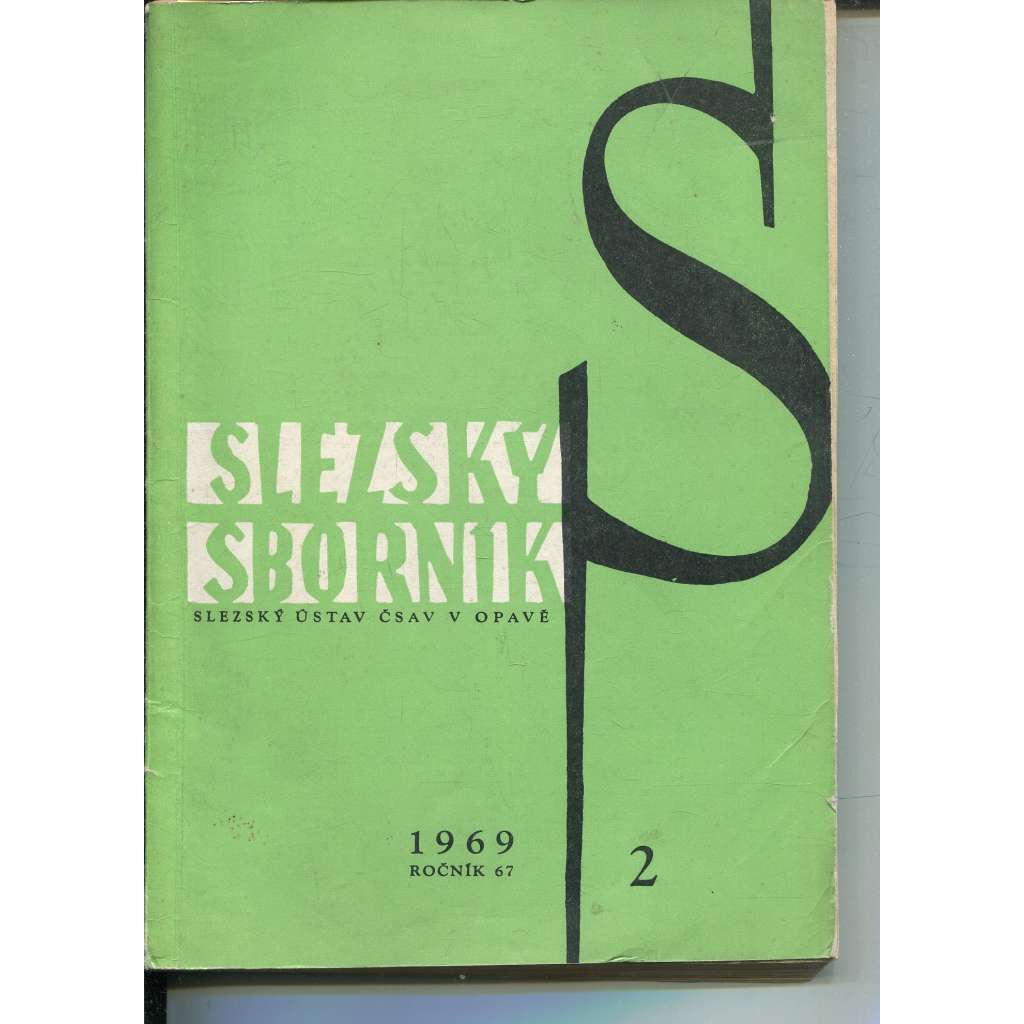 S
SLEZSKÝ
SBORNÍK
SLEZSKÝ ÚSTAV ČSAV V OPAVĚ
1969
ROČNÍK 67
2